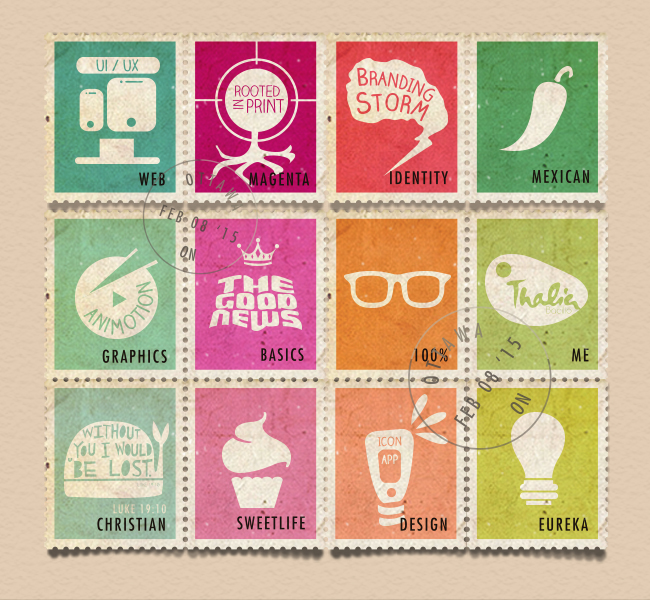 UI / UX
WEB
ROOTED
IN PRINT
MAGENTA
BRANDING
STORM
IDENTITY
MEXICAN
OTTAWA
FEB 08 '15
ON
ANIMOTION
GRAPHICS
THE
GOOD
NEWS
BASICS
100%
Thalia
ME
OTTAWA
FEB 08 '15
ON
WITHOUT
YOU I WOULD
BE LOST.
LUKE 19:10
CHRISTIAN
SWEETLIFE
ICON
APP
DESIGN
EUREKA